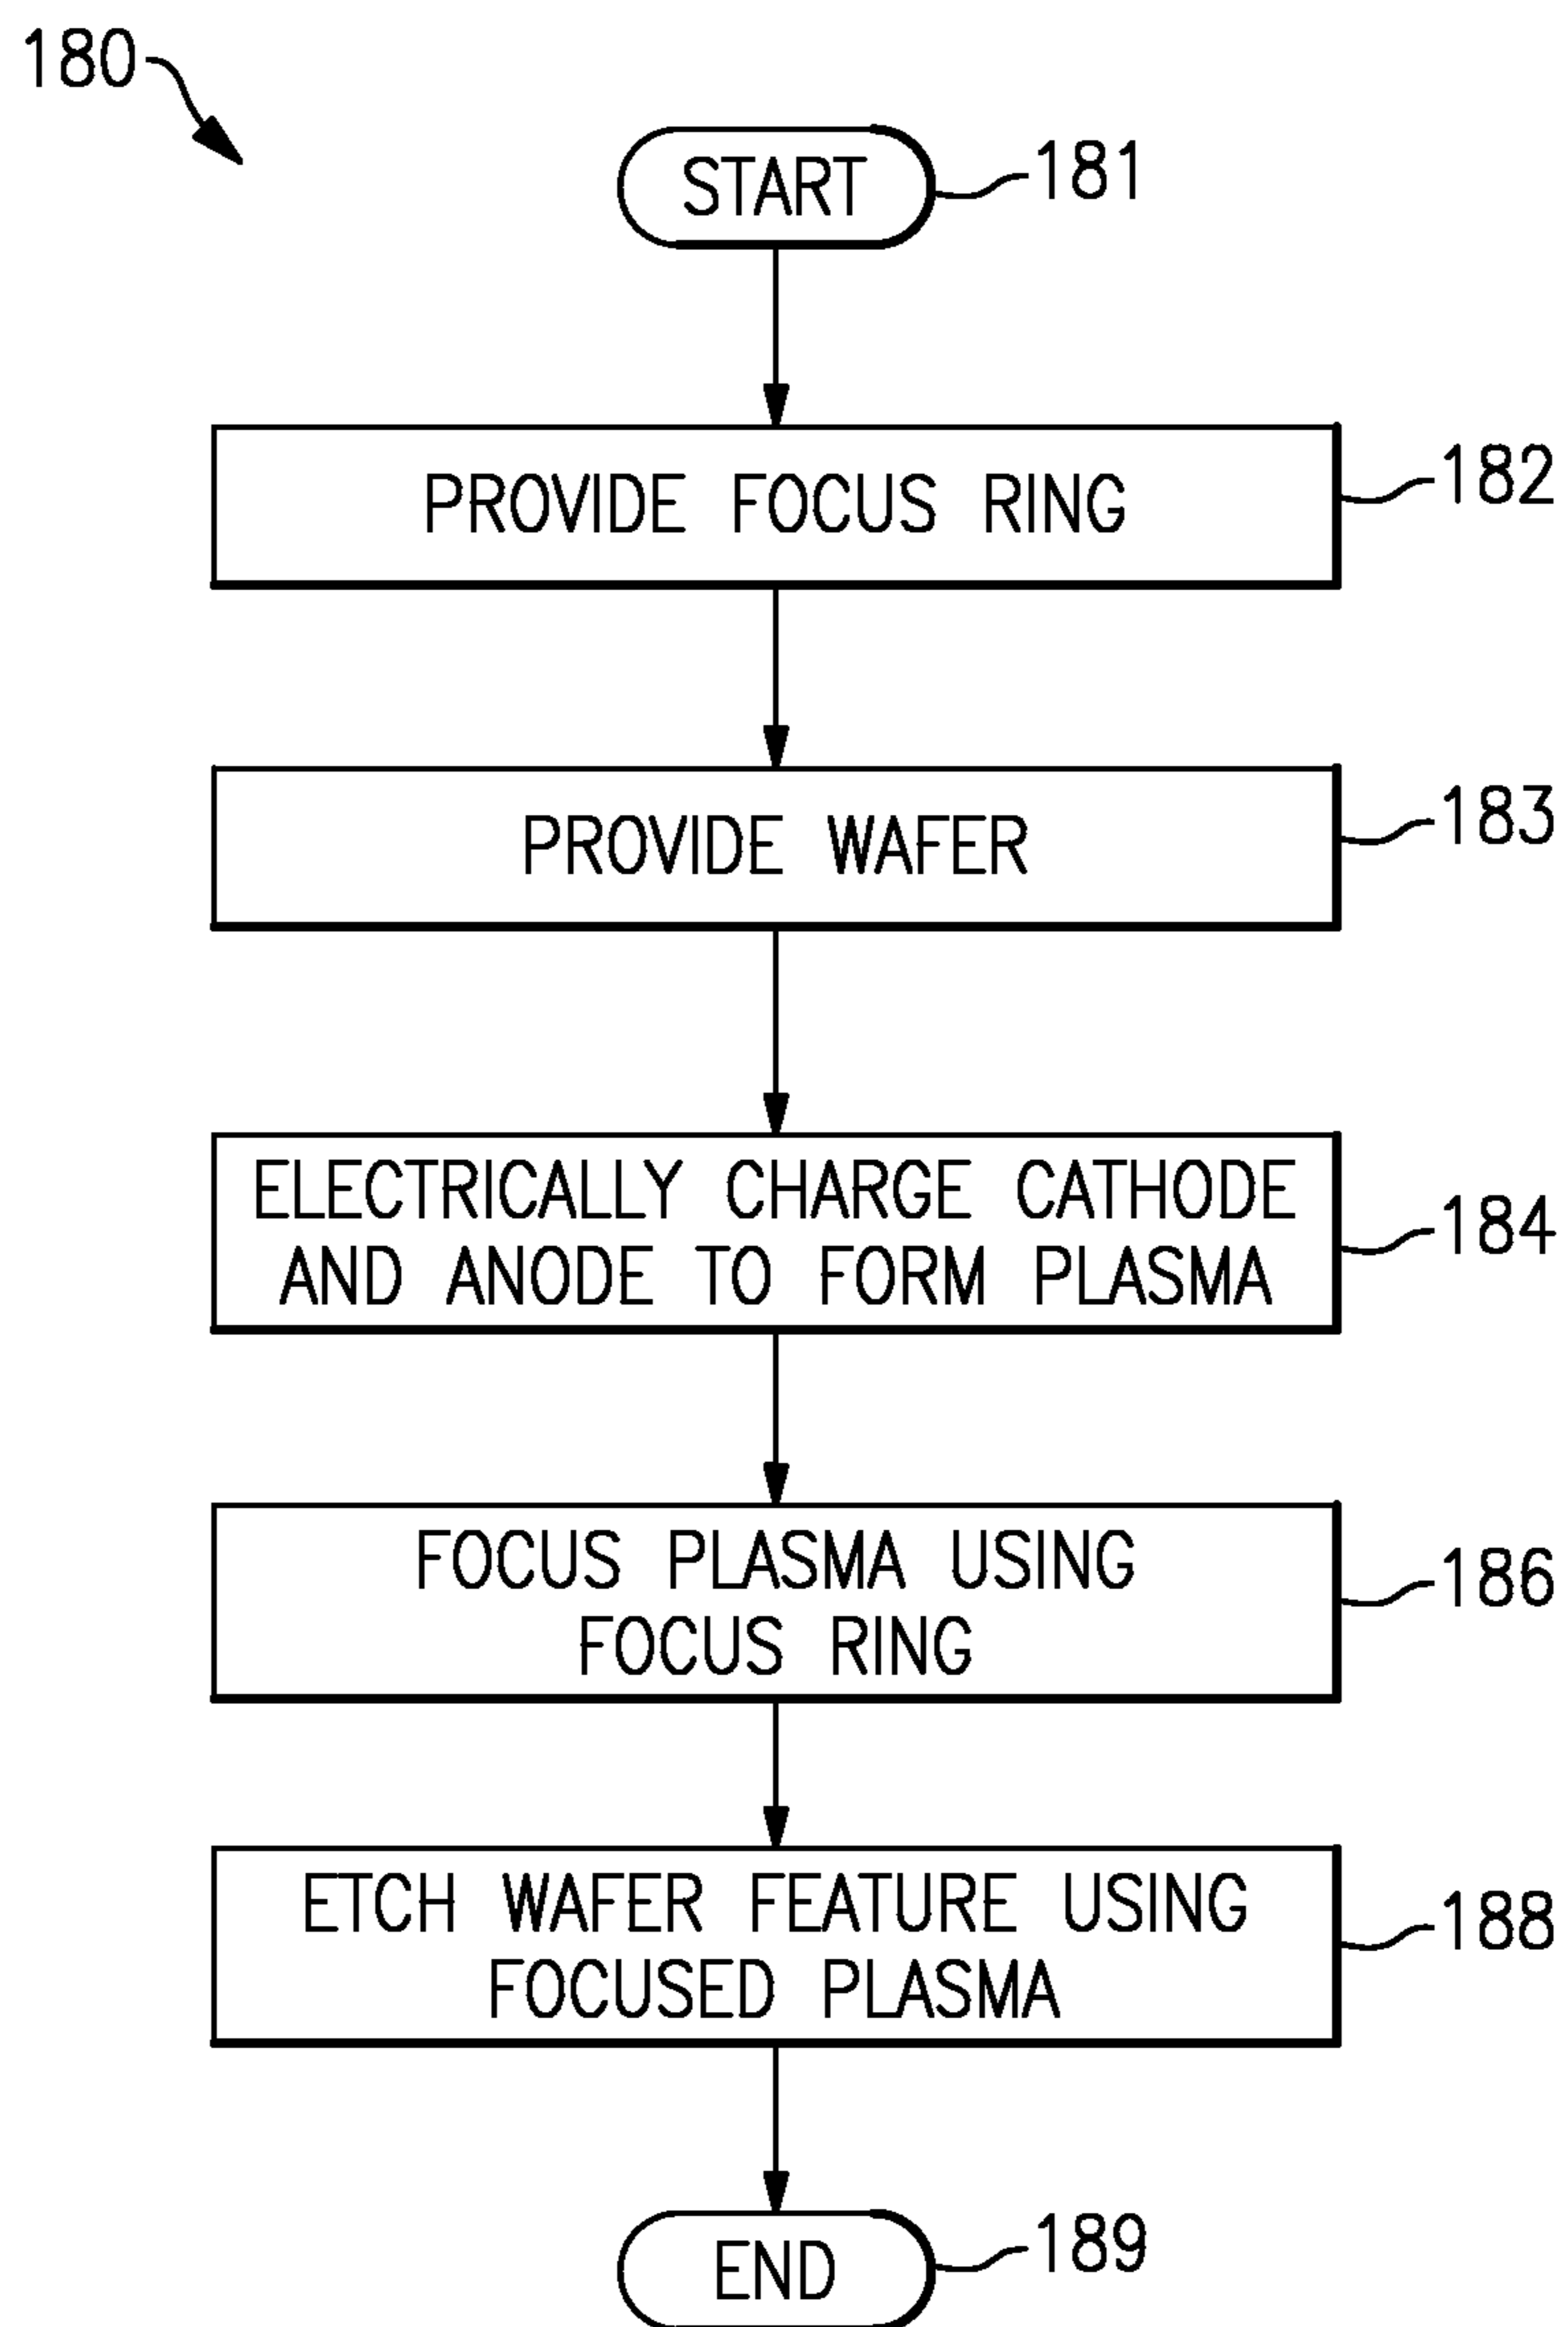 180
START
181
PROVIDE FOCUS RING
182
PROVIDE WAFER
183
ELECTRICALLY CHARGE CATHODE
AND ANODE TO FORM PLASMA
184
FOCUS PLASMA USING
FOCUS RING
186
ETCH WAFER FEATURE USING
FOCUSED PLASMA
188
END
189